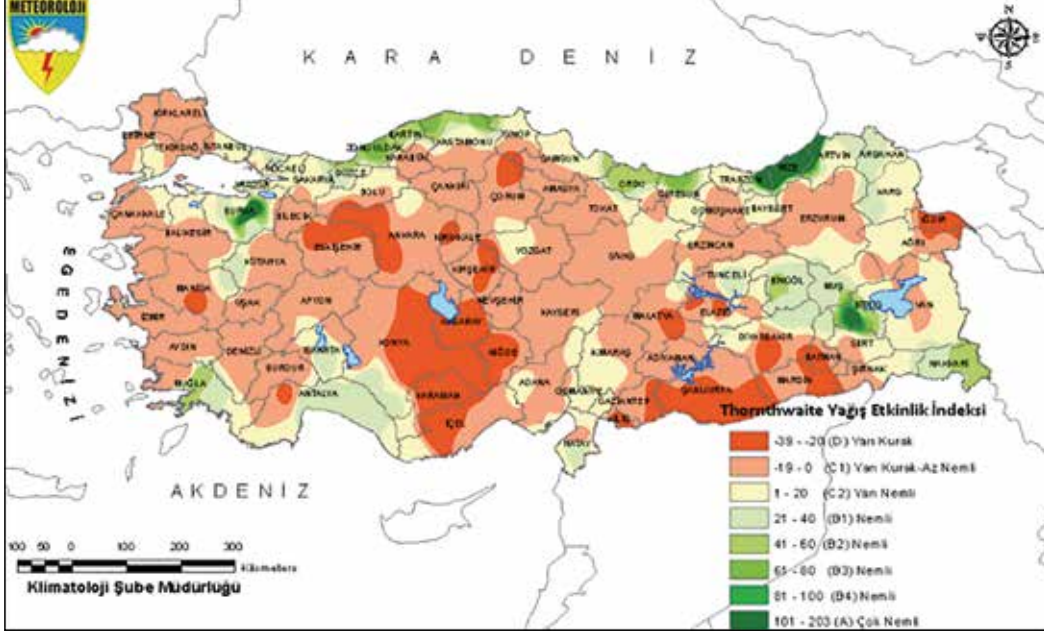 METEOROLOJİ
N
S
KARA DENİZ
KIRKLARELİ
EDİRNE
TEKİRDAĞ
İSTANBUL
KOCAELİ
SAKARYA
DÜZCE
ZONGULDAK
BARTIN
KARABÜK
KASTAMONU
SİNOP
SAMSUN
ORDU
GİRESUN
TRABZON
RİZE
ARTVİN
ARDAHAN
KARS
IĞDIR
AĞRI
ERZURUM
BAYBURT
GÜMÜŞHANE
ERZİNCAN
TOKAT
AMASYA
ÇORUM
ÇANKIRI
BOLU
BİLECİK
BURSA
YALOVA
ÇANAKKALE
BALIKESİR
KÜTAHYA
ESKİŞEHİR
ANKARA
KIRIKKALE
YOZGAT
SİVAS
TUNCELİ
BİNGÖL
MUŞ
BİTLİS
VAN
KIRŞEHİR
NEVŞEHİR
KAYSERİ
MALATYA
ELAZIĞ
DİYARBAKIR
BATMAN
SİİRT
ŞIRNAK
HAKKARİ
MANİSA
İZMİR
UŞAK
AFYON
AYDIN
DENİZLİ
ISPARTA
BURDUR
KONYA
AKSARAY
NİĞDE
KARAMAN
İÇEL
ADANA
K.MARAŞ
OSMANİYE
GAZİANTEP
KİLİS
HATAY
ADIYAMAN
ŞANLIURFA
MARDİN
MUĞLA
ANTALYA
EGE DENİZİ
AKDENİZ
Thornthwaite Yağış Etkinlik İndeksi
-39 - -20 (D) Yarı Kurak
-19 - 0 (C1) Yarı Kurak-Az Nemli
1 - 20 (C2) Yarı Nemli
21 - 40 (B1) Nemli
41 - 60 (B2) Nemli
61 - 80 (B3) Nemli
81 - 100 (B4) Nemli
101 - 203 (A) Çok Nemli
100 50 0 100 200 300
Kilometers
Klimatoloji Şube Müdürlüğü